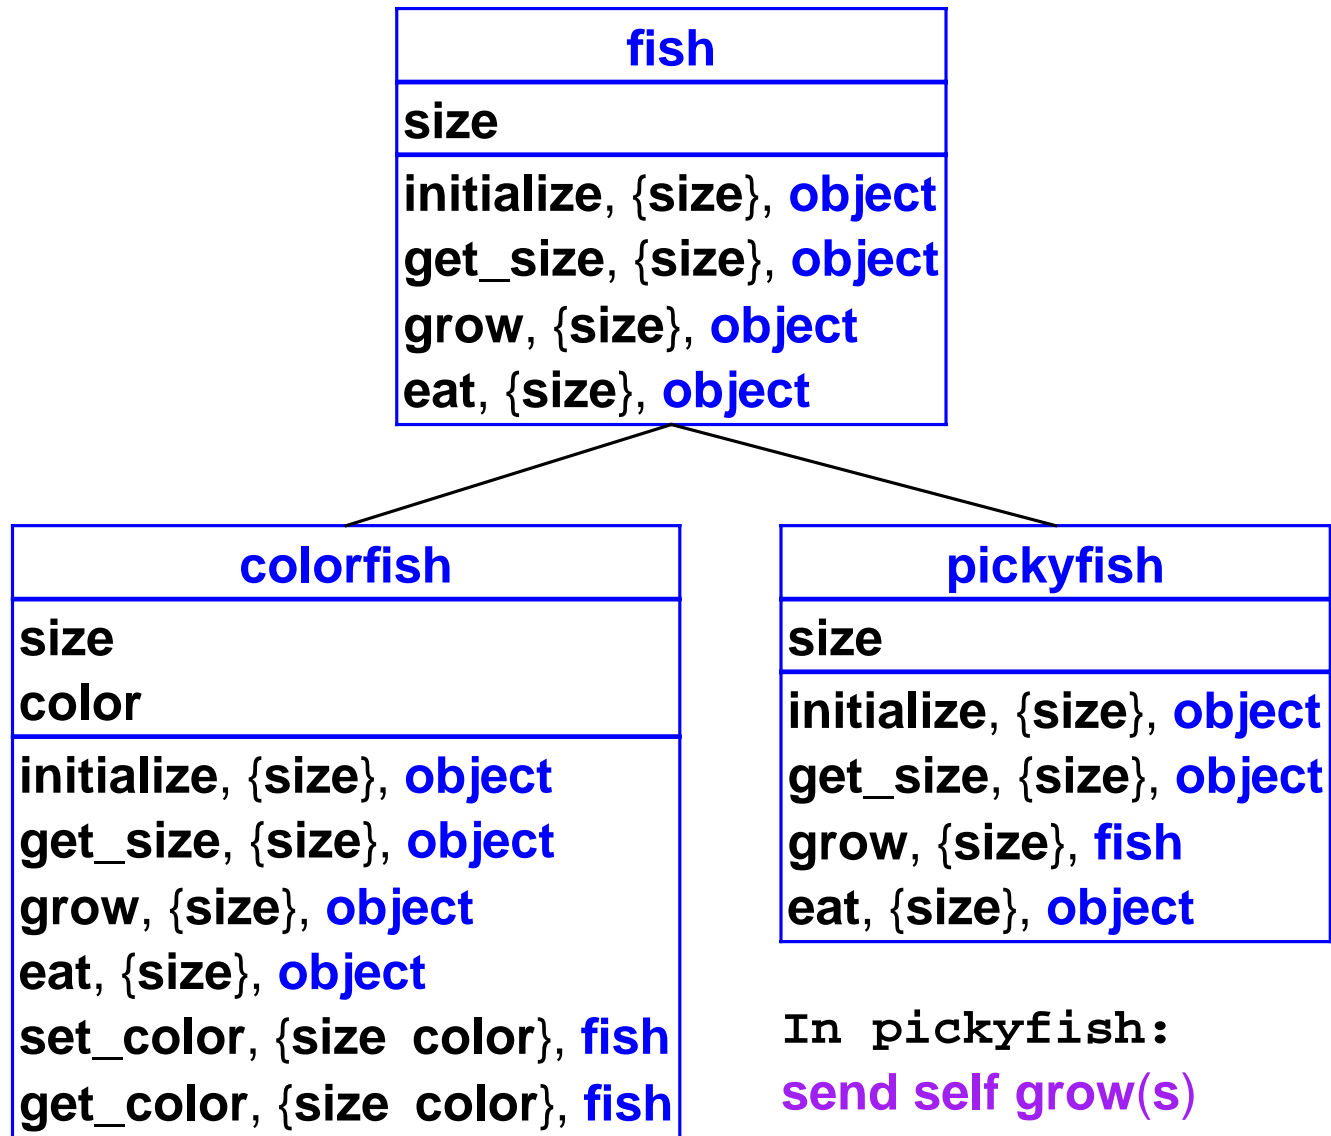 fish
size
initialize, {size}, object
get_size, {size}, object
grow, {size}, object
eat, {size}, object
colorfish
size
color
initialize, {size}, object
get_size, {size}, object
grow, {size}, object
eat, {size}, object
set_color, {size color}, fish
get_color, {size color}, fish
pickyfish
size
initialize, {size}, object
get_size, {size}, object
grow, {size}, fish
eat, {size}, object
In pickyfish:
send self grow(s)